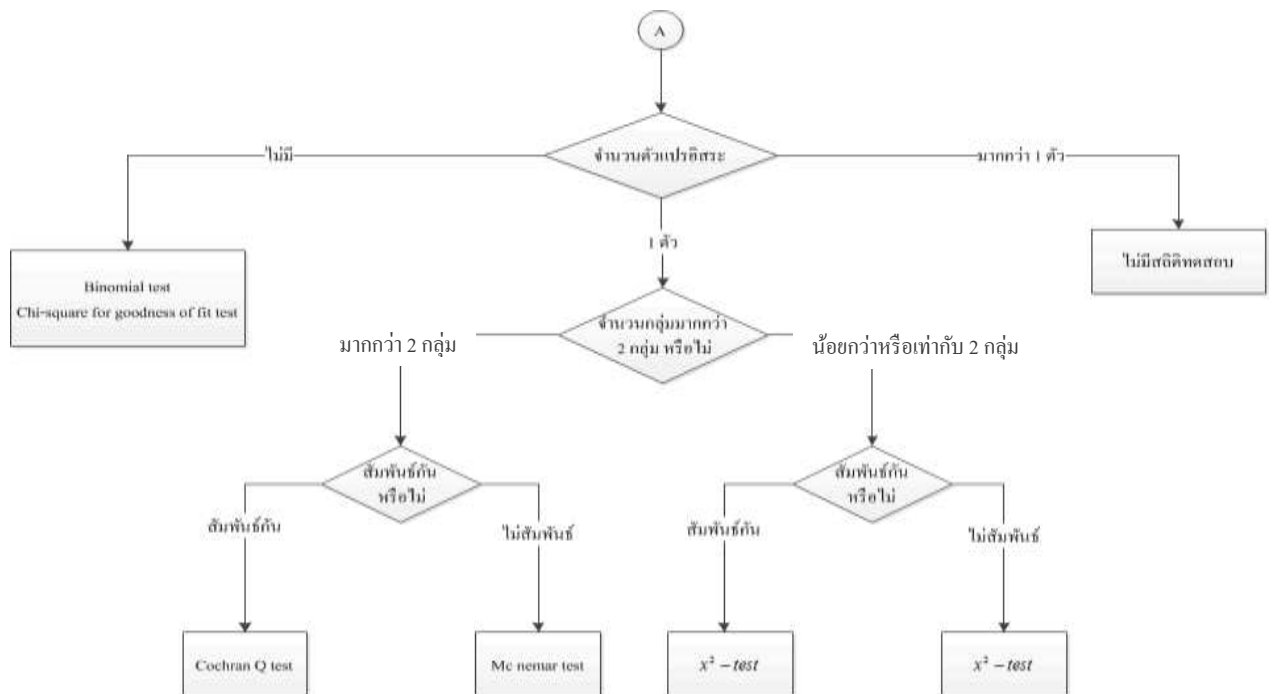 A
จำนวนตัวแปรอิสระ
ไม่มี
มากกว่า 1 ตัว
1 ตัว
Binomial test
Chi-square for goodness of fit test
ไม่มีสถิติทดสอบ
จำนวนกลุ่มมากกว่า
2 กลุ่ม หรือไม่
มากกว่า 2 กลุ่ม
น้อยกว่าหรือเท่ากับ 2 กลุ่ม
สัมพันธ์กัน
หรือไม่
สัมพันธ์กัน
หรือไม่
สัมพันธ์กัน
ไม่สัมพันธ์
สัมพันธ์กัน
ไม่สัมพันธ์
Cochran Q test
Mc nemar test
x² – test
x² – test